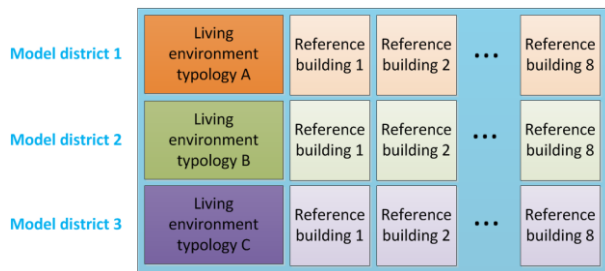 Model district 1
Living
environment
typology A
Reference
building 1
Reference
building 2
...
Reference
building 8
Model district 2
Living
environment
typology B
Reference
building 1
Reference
building 2
...
Reference
building 8
Model district 3
Living
environment
typology C
Reference
building 1
Reference
building 2
...
Reference
building 8